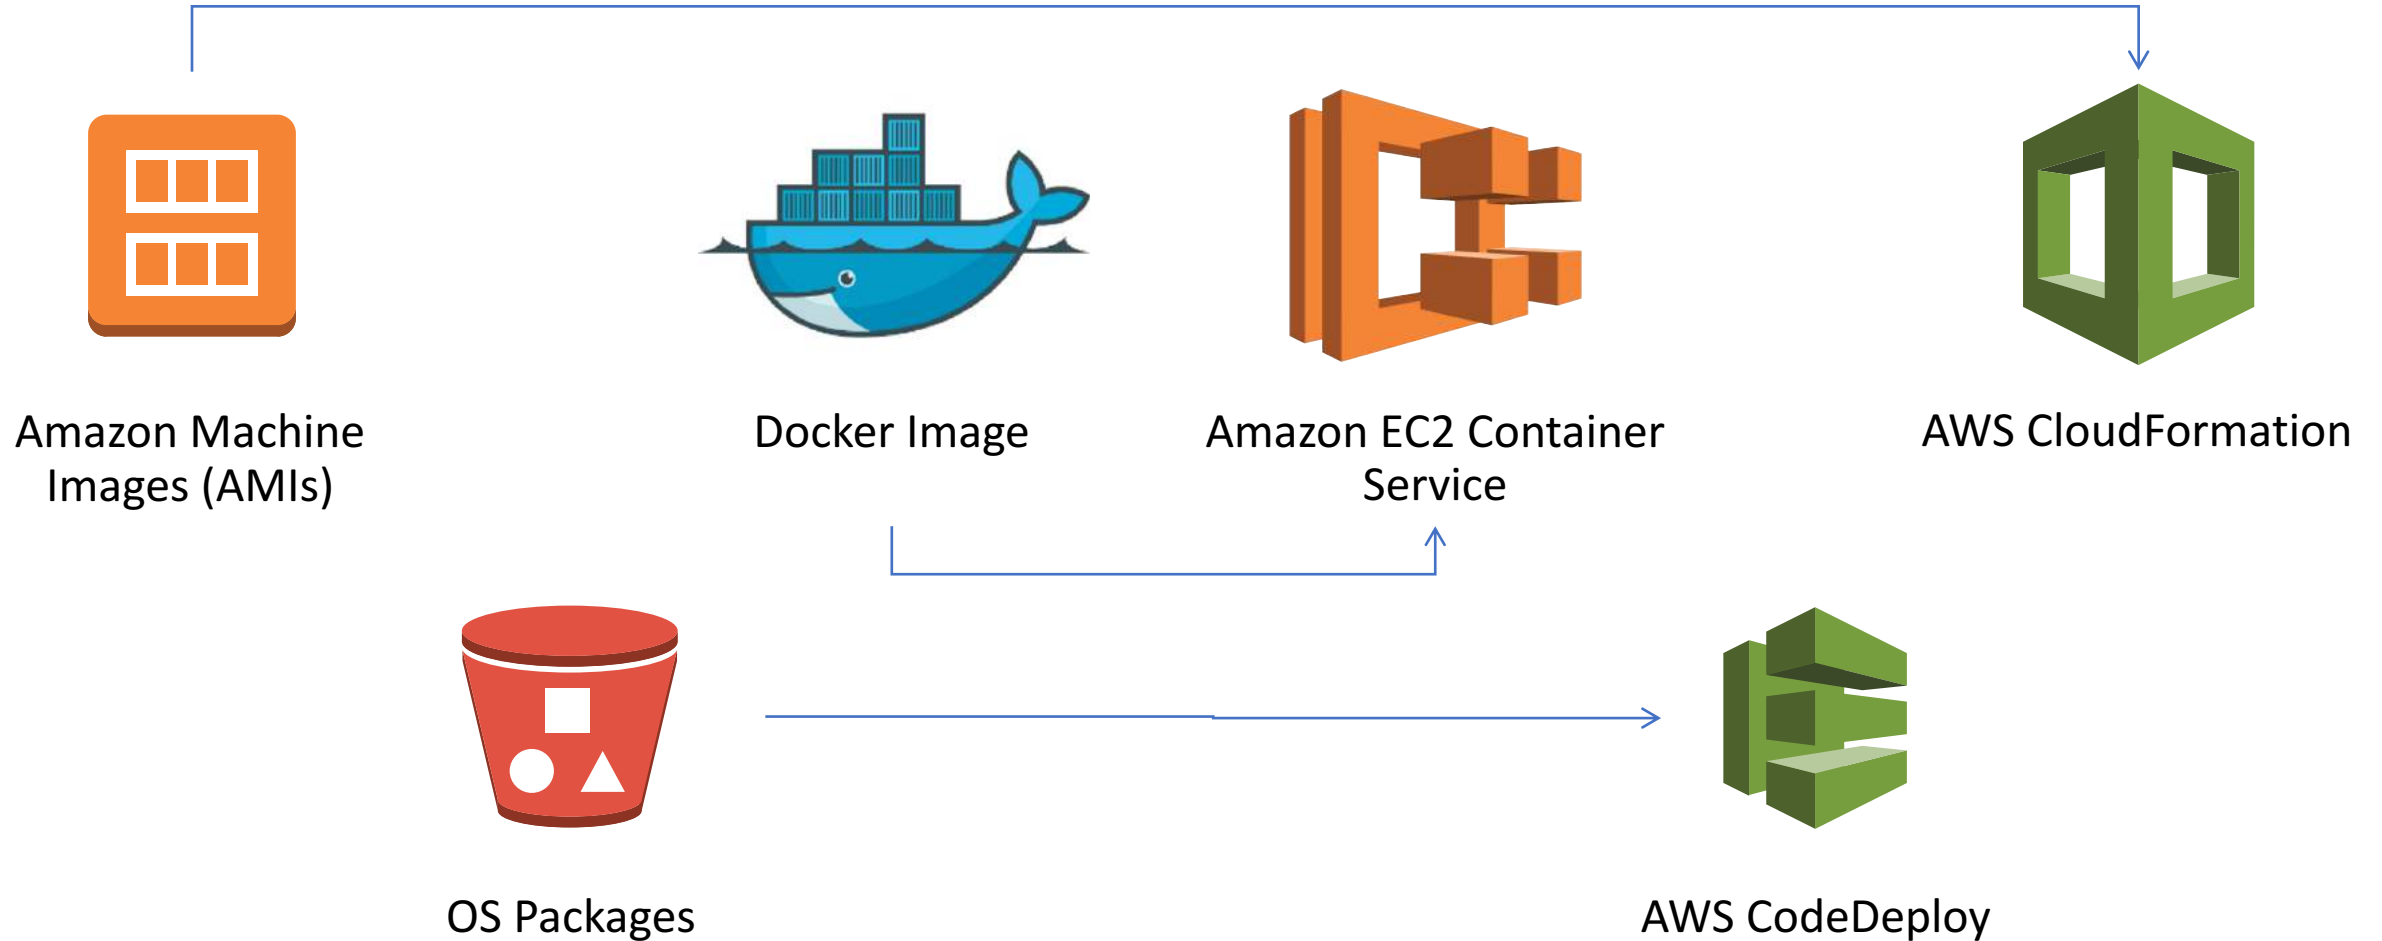 Amazon Machine
Images (AMIs)
Docker Image
Amazon EC2 Container
Service
AWS CloudFormation
OS Packages
AWS CodeDeploy